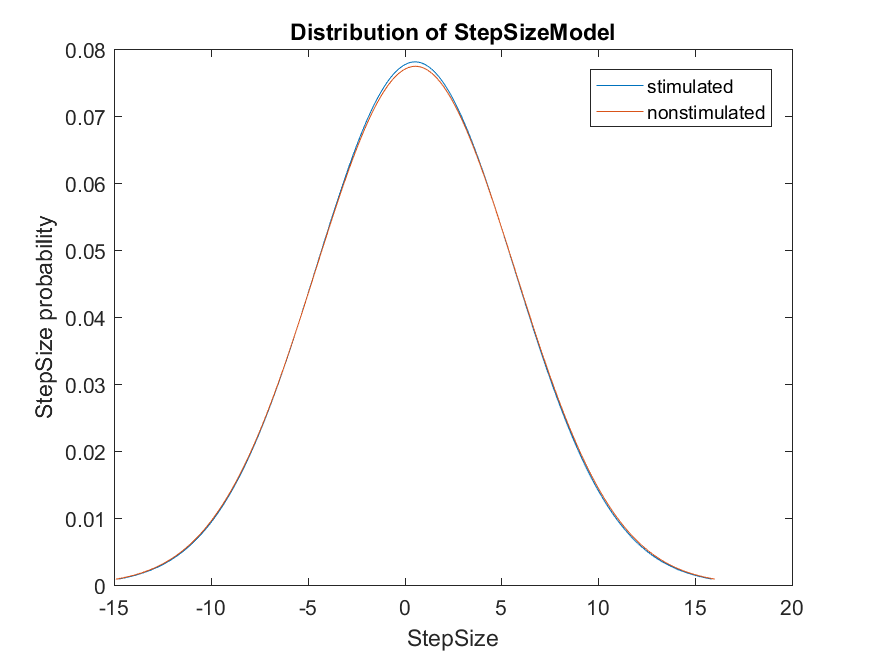 Distribution of StepSizeModel
0.08
0.07
0.06
0.05
0.04
0.03
0.02
0.01
0
StepSize probability
stimulated
nonstimulated
-15 -10 -5 0 5 10 15 20
StepSize